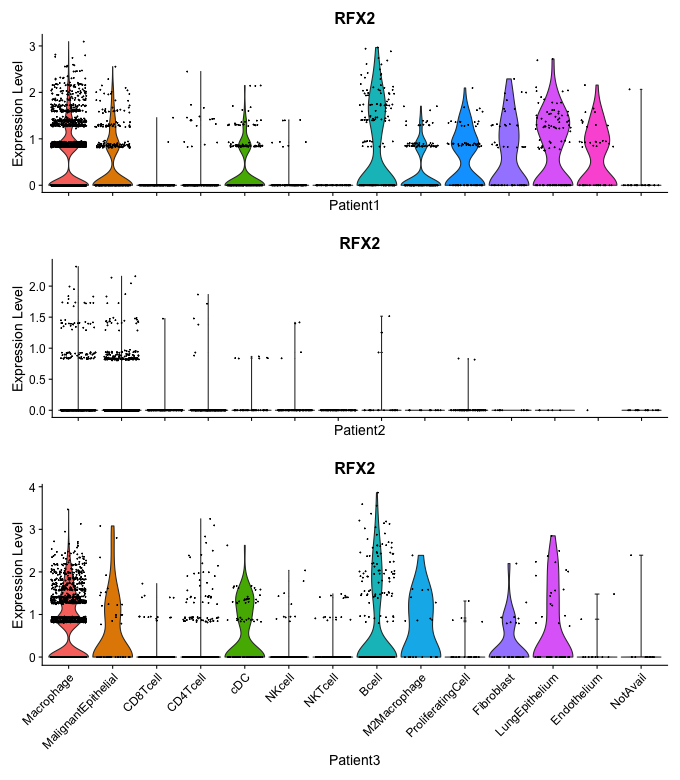 RFX2
Expression Level
3
2
1
0
Patient1
RFX2
Expression Level
2.0
1.5
1.0
0.5
0.0
Patient2
RFX2
Expression Level
4
3
2
1
0
Macrophage
MalignantEpithelial
CD8Tcell
CD4Tcell
cDC
NKcell
NKTcell
Bcell
M2Macrophage
ProliferatingCell
Fibroblast
LungEpithelium
Endothelium
NotAvail
Patient3